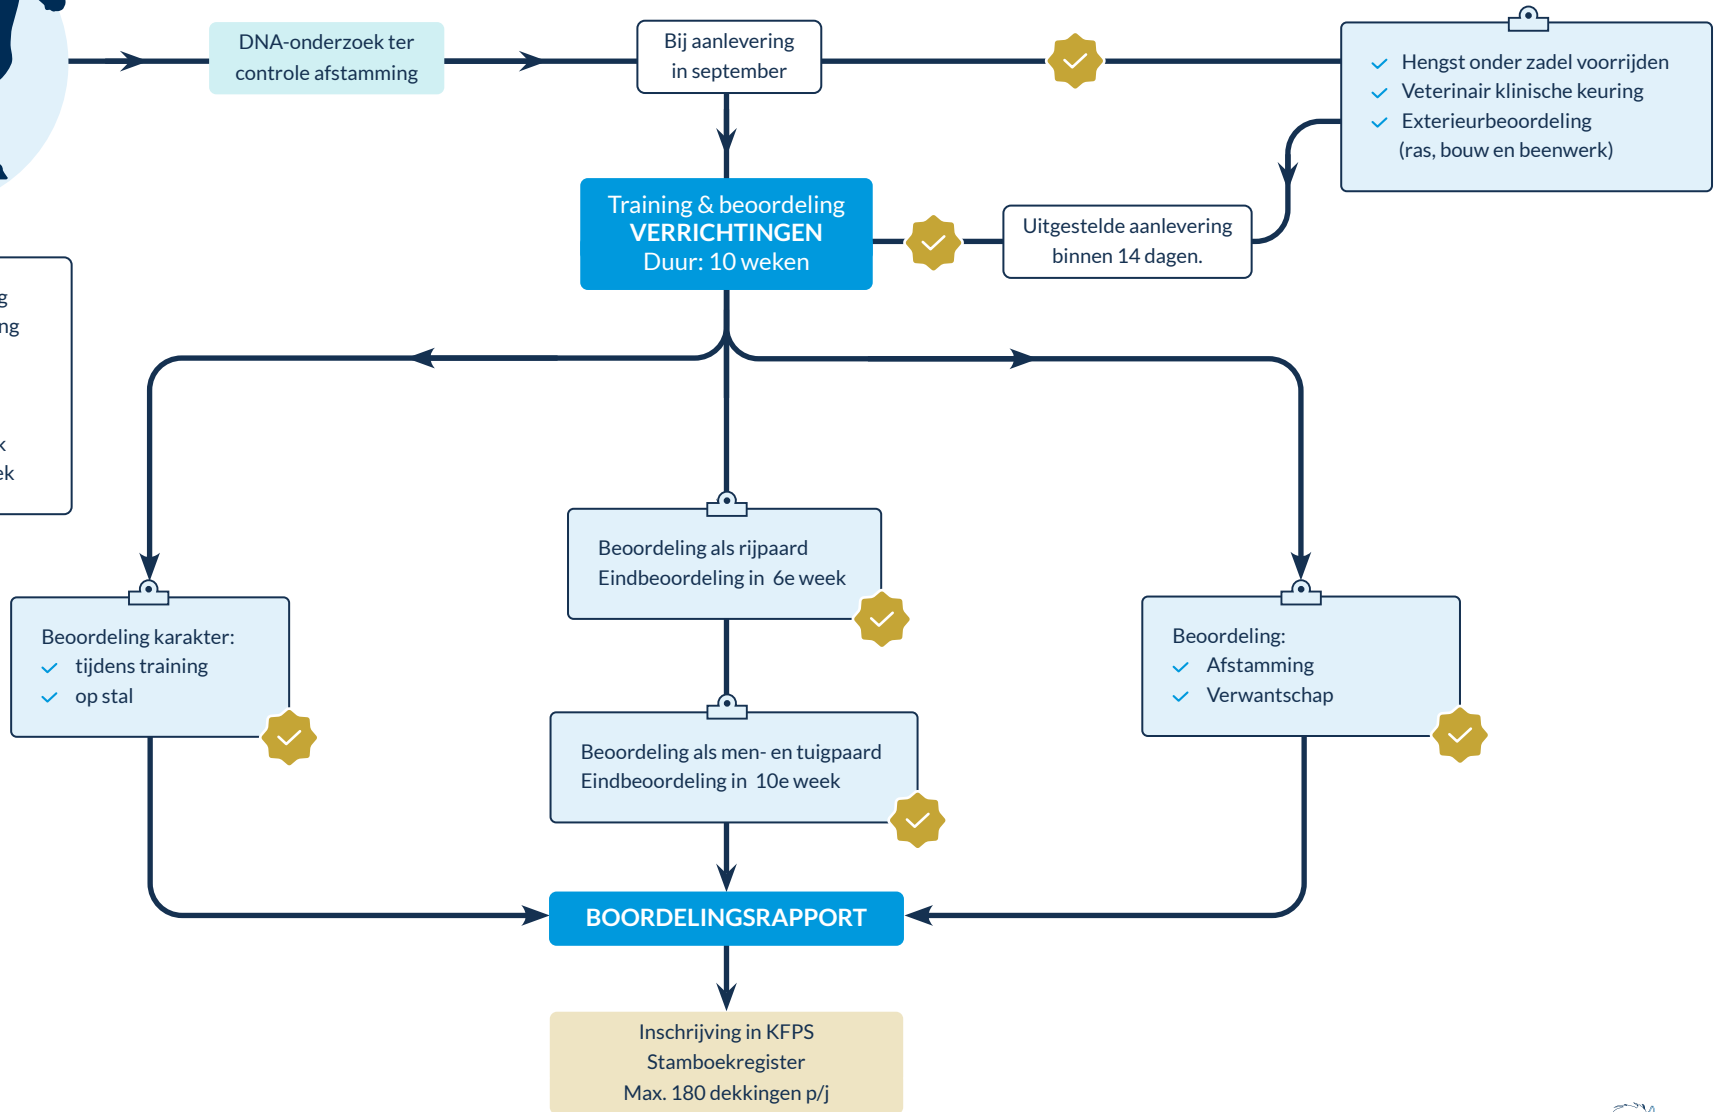 DNA-onderzoek ter
controle afstamming
Bij aanlevering
in september
Hengst onder zadel voorrijden
Veterinair klinische keuring
Exterieurbeoordeling
(ras, bouw en beenwerk)
Training & beoordeling
VERRICHTINGEN
Duur: 10 weken
Uitgestelde aanlevering
binnen 14 dagen.
Beoordeling als rijpaard
Eindbeoordeling in 6e week
Beoordeling karakter:
tijdens training
op stal
Beoordeling:
Afstamming
Verwantschap
Beoordeling als men- en tuigpaard
Eindbeoordeling in 10e week
BOORDELINGSRAPPORT
Inschrijving in KFPS
Stamboekregister
Max. 180 dekkingen p/j